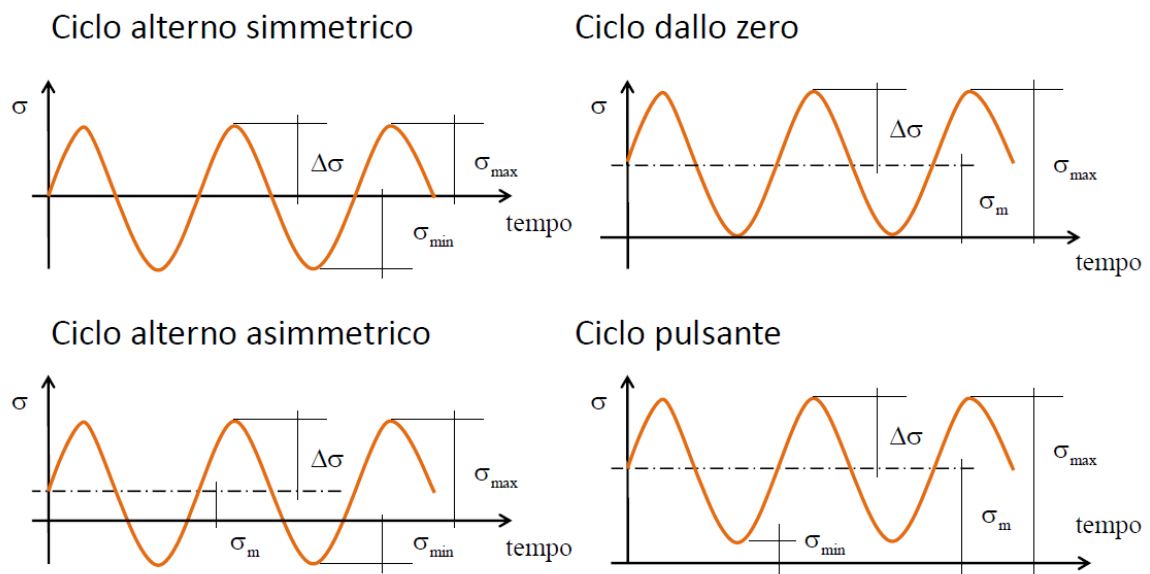 Ciclo alterno simmetrico
σ
Δσ
σmax
σmin
tempo
Ciclo dallo zero
σ
Δσ
σmax
σm
tempo
Ciclo alterno asimmetrico
σ
Δσ
σmax
σm
σmin
tempo
Ciclo pulsante
σ
Δσ
σmax
σm
σmin
tempo